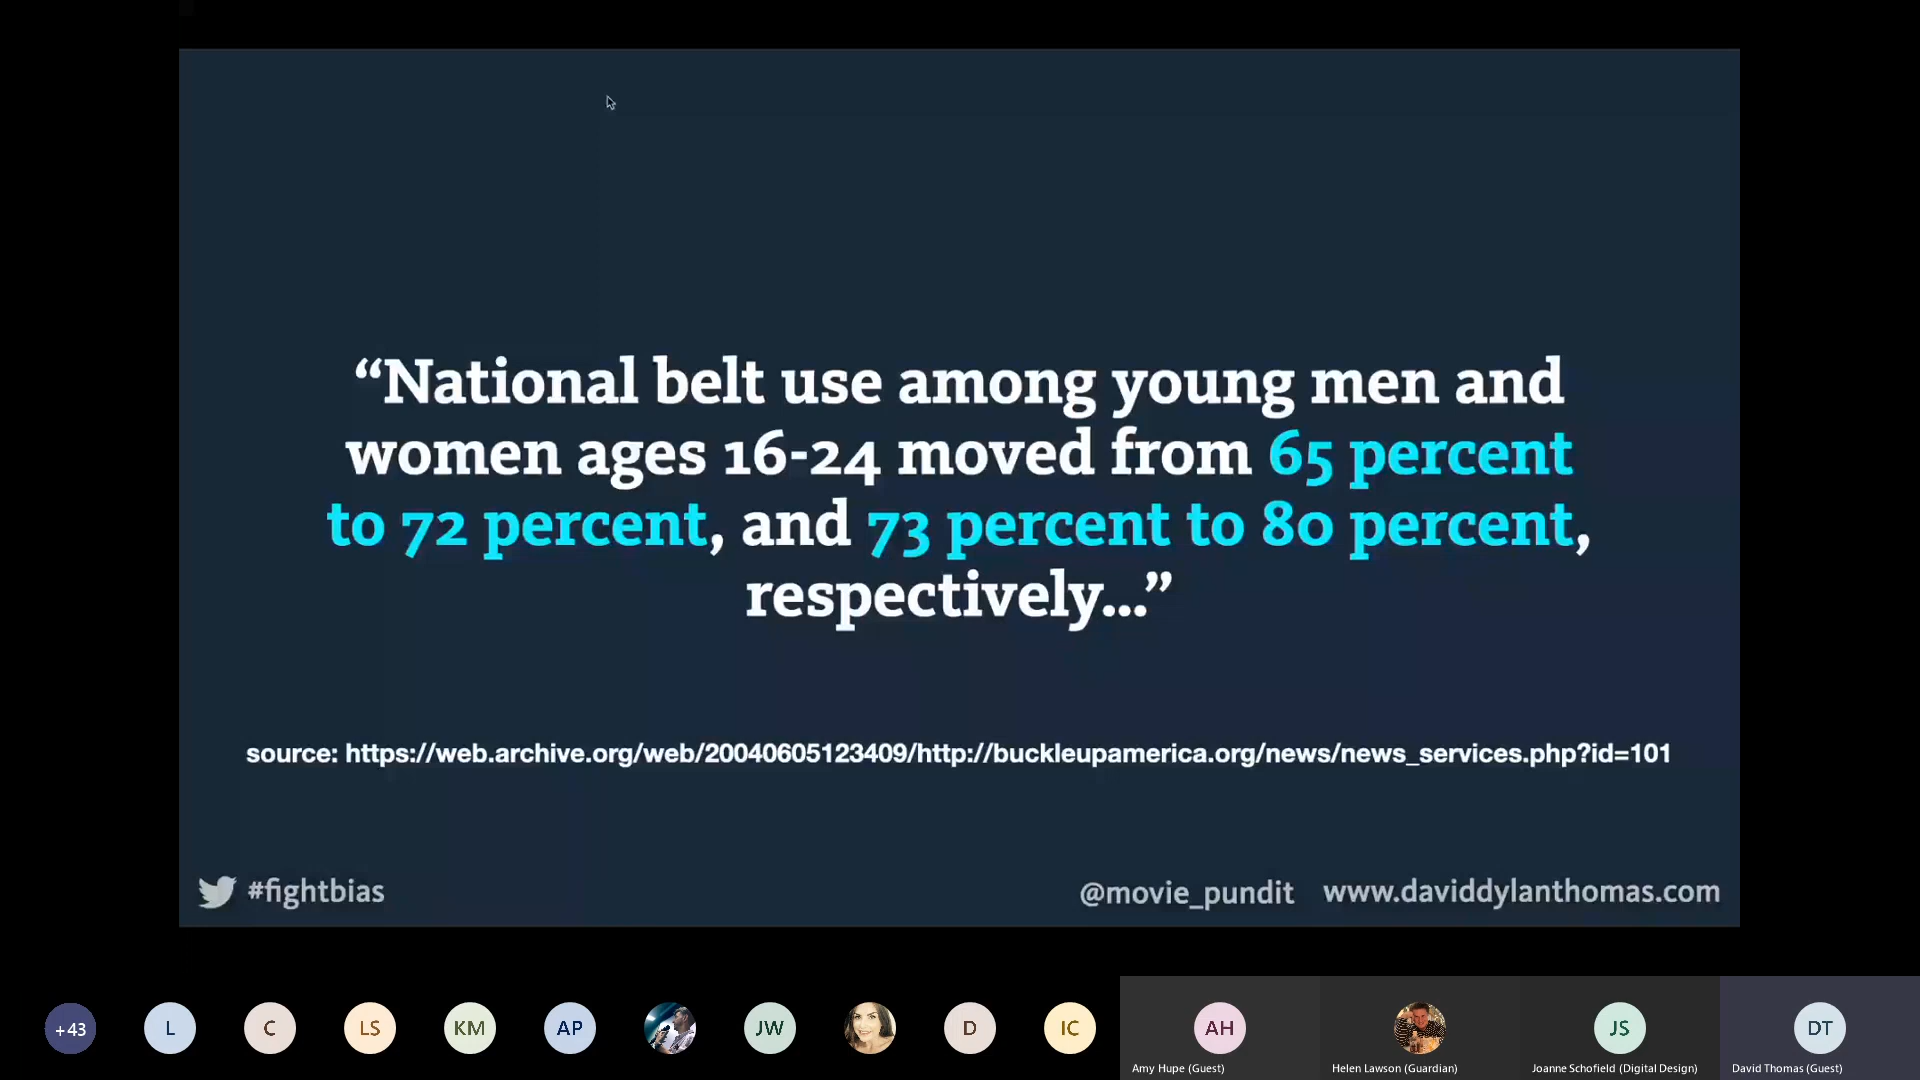 “National belt use among young men and
women ages 16-24 moved from 65 percent
to 72 percent, and 73 percent to 80 percent,
respectively...”
source: https://web.archive.org/web/20040605123409/http://buckleupamerica.org/news/news_services.php?id=101
#fightbias
@movie_pundit
www.daviddylanthomas.com
+43
L
C
LS
KM
AP
JW
D
IC
AH
JS
DT
Amy Hupe (Guest)
Helen Lawson (Guardian)
Joanne Schofield (Digital Design)
David Thomas (Guest)